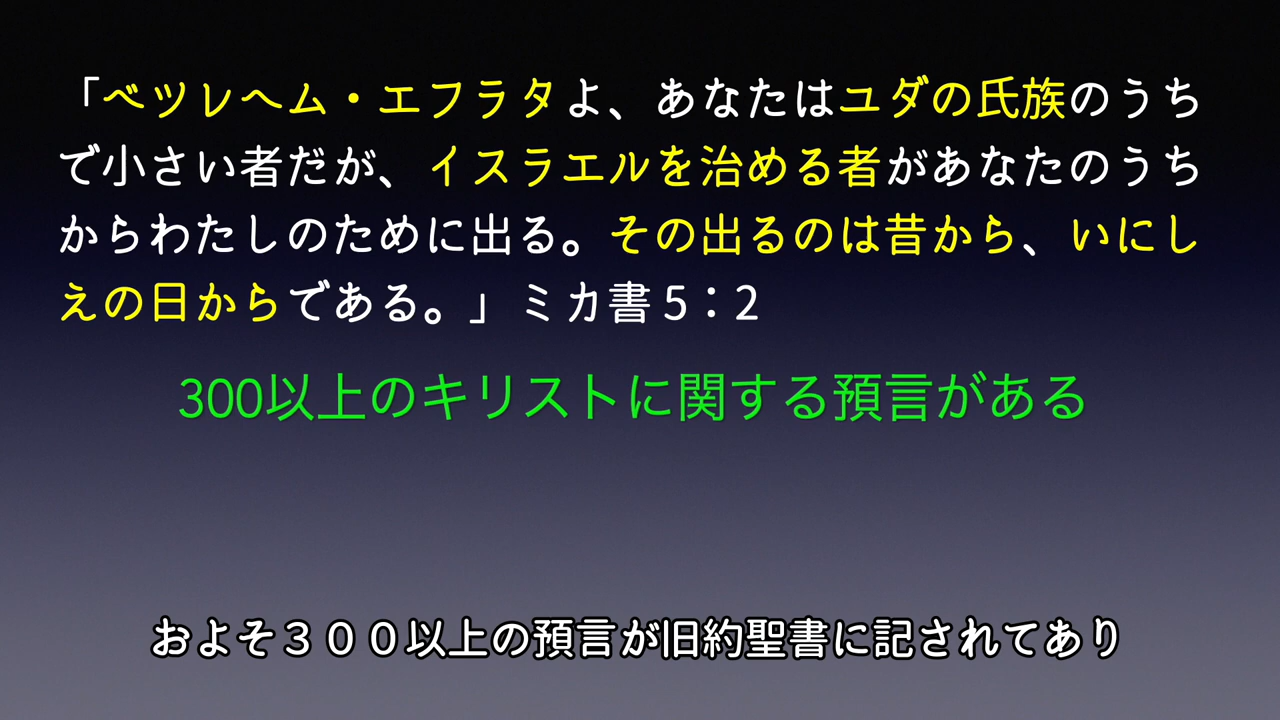 「ベツレヘム・エフラタよ、あなたはユダの氏族のうち
で小さい者だが、イスラエルを治める者があなたのうち
からわたしのために出る。その出るのは昔から、いにし
えの日からである。」ミカ書5：2
300以上のキリストに関する預言がある
およそ３００以上の預言が旧約聖書に記されてあり